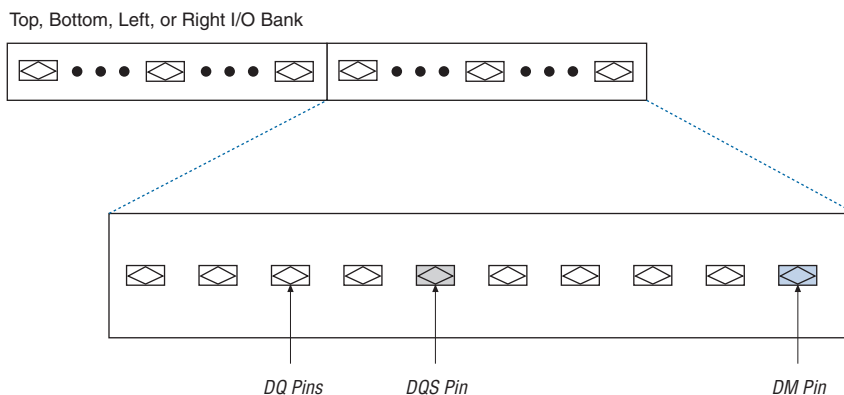 Top, Bottom, Left, or Right I/O Bank
DQ Pins
DQS Pin
DM Pin